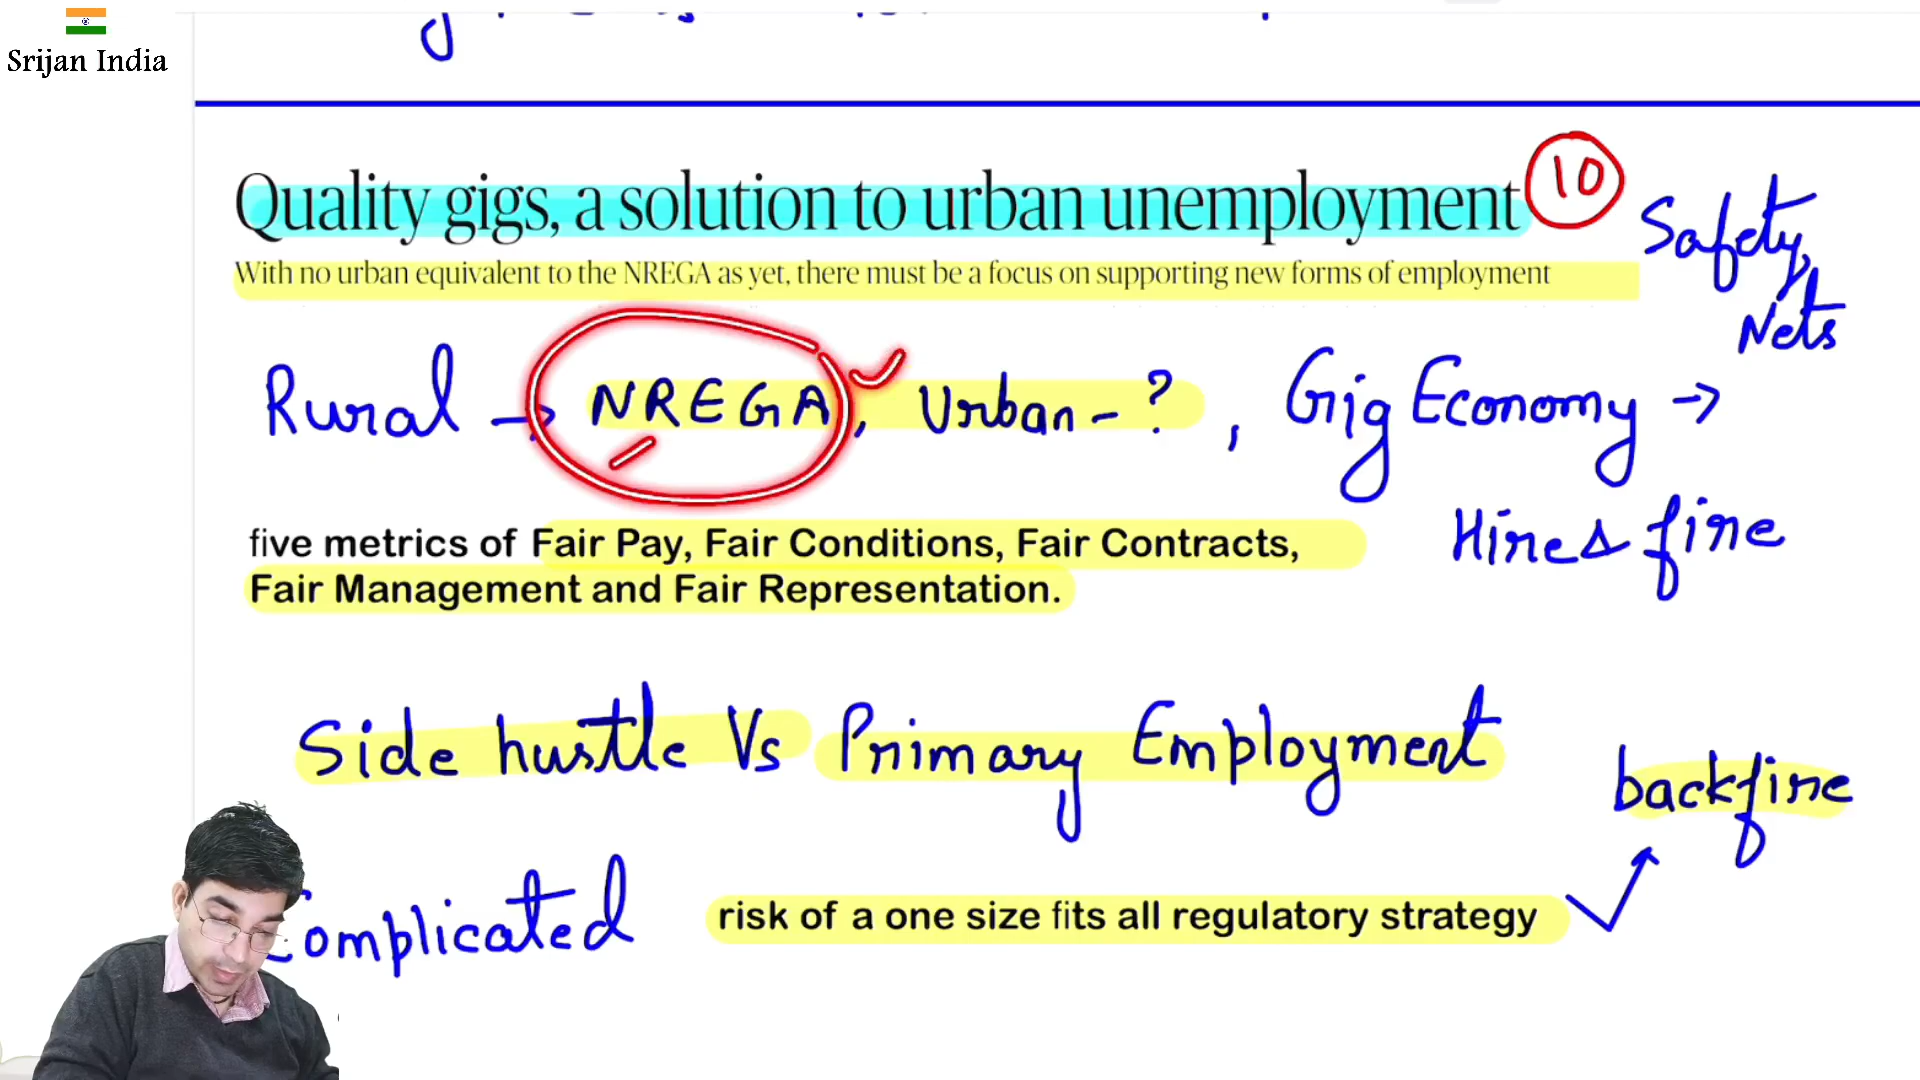 Srijan India
Quality gigs, a solution to urban unemployment 10
With no urban equivalent to the NREGA as yet, there must be a focus on supporting new forms of employment
Safety Nets
Rural → NREGA, Urban - ?, Gig Economy →
Hire & fire
five metrics of Fair Pay, Fair Conditions, Fair Contracts,
Fair Management and Fair Representation.
Side hustle Vs Primary Employment
backfire
Complicated
risk of a one size fits all regulatory strategy